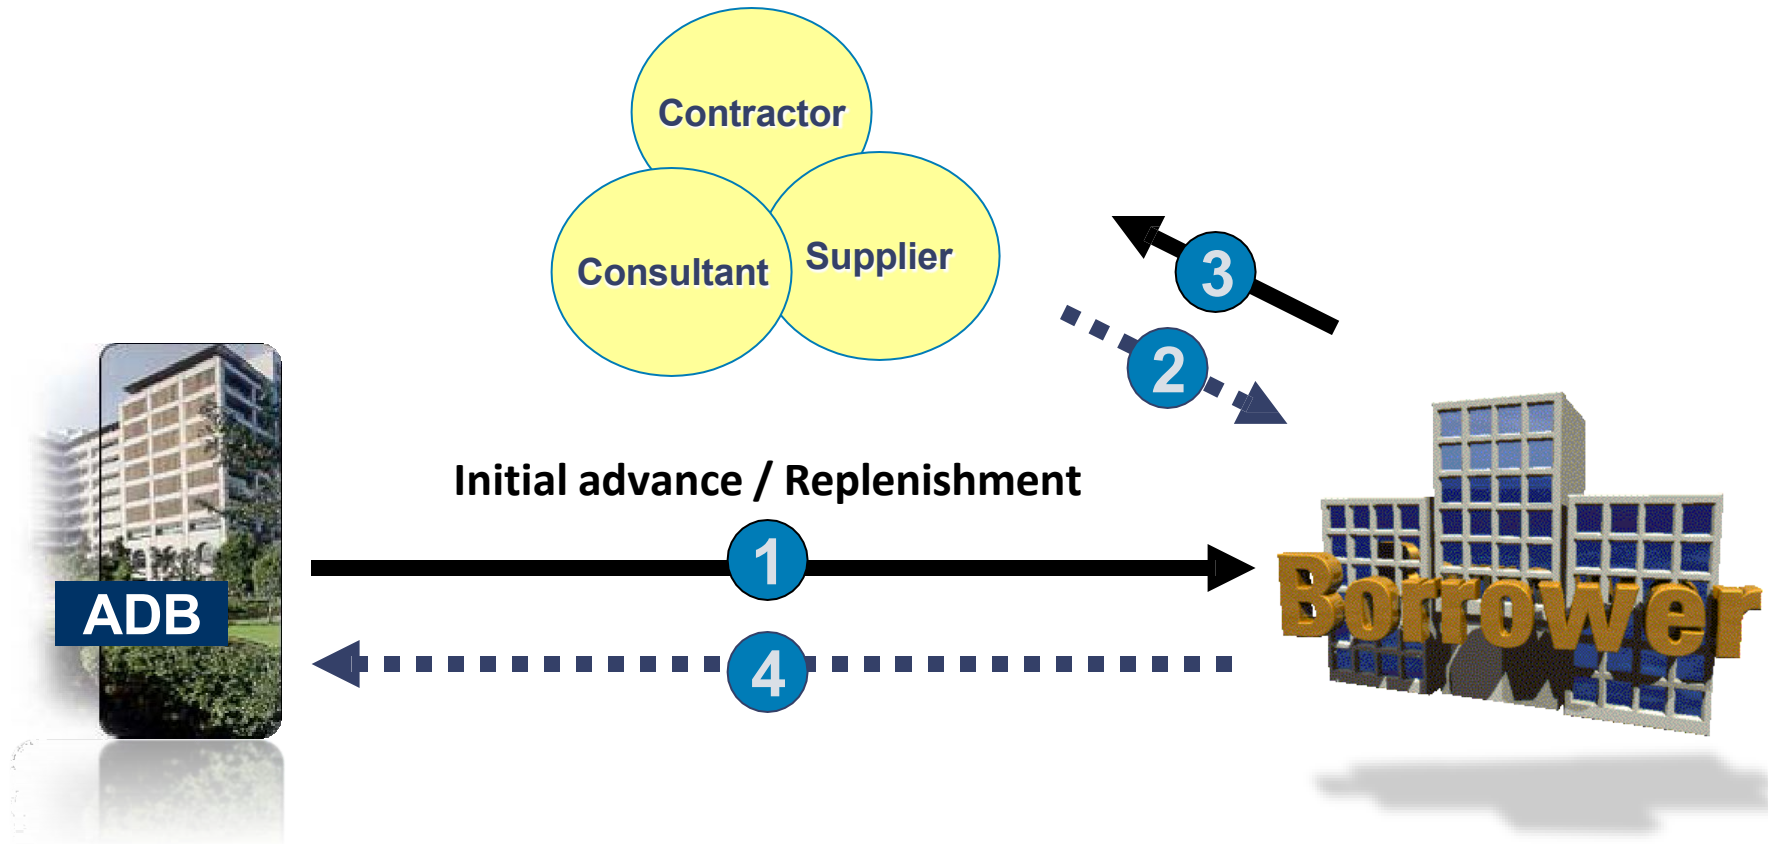 Contractor
Consultant
Supplier
3
2
Initial advance / Replenishment
1
ADB
Borrower
4